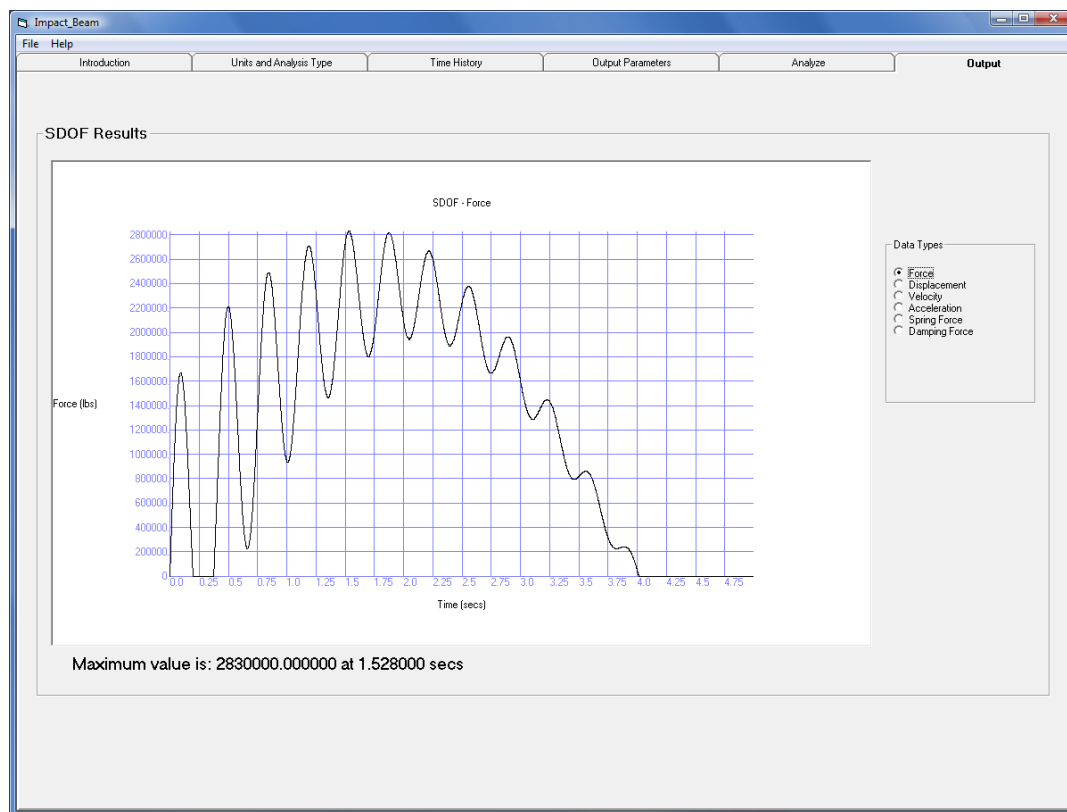 Impact_Beam
File Help
Introduction Units and Analysis Type Time History Output Parameters Analyze Output
SDOF Results
SDOF - Force
2800000.
2600000.
2400000.
2200000.
2000000.
1800000.
1600000.
1400000.
1200000.
1000000.
800000.
600000.
400000.
200000.
0
Force (lbs)
0.0 0.25 0.5 0.75 1.0 1.25 1.5 1.75 2.0 2.25 2.5 2.75 3.0 3.25 3.5 3.75 4.0 4.25 4.5 4.75
Time (secs)
Data Types
Force
Displacement
Velocity
Acceleration
Spring Force
Damping Force
Maximum value is: 2830000.000000 at 1.528000 secs